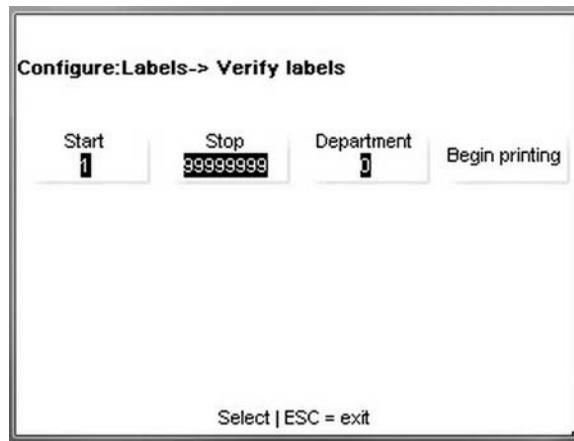 Configure:Labels-> Verify labels
Start Stop Department Begin printing
1 99999999 0
Select | ESC = exit